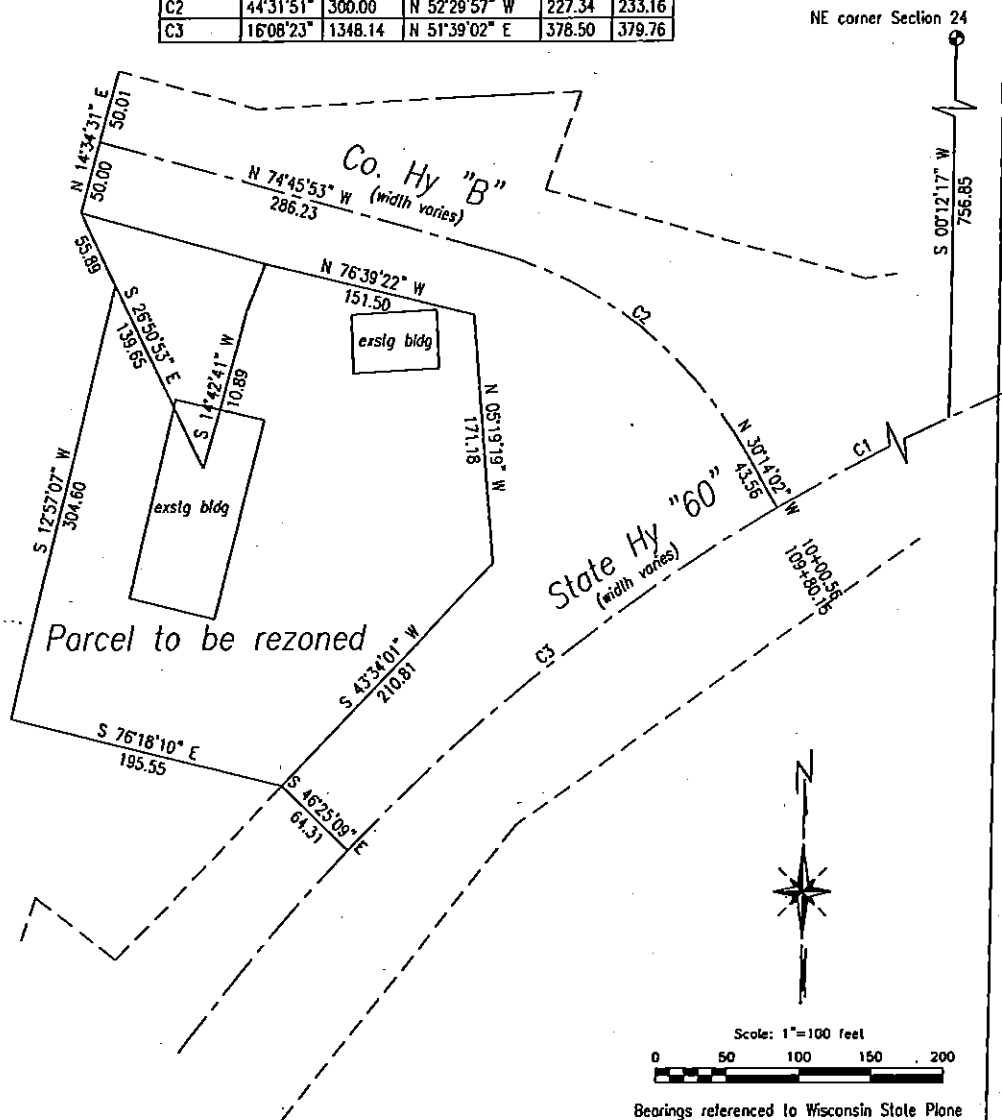 C2 44°31'51" 300.00 N 52°29'57" W 227.34 233.16
C3 16°08'23" 1348.14 N 51°39'02" E 378.50 379.76
NE corner Section 24
N 14°34'31" E
50.01
50.00
Co. Hy "B"
(width varies)
N 74°45'53" W
286.23
S 00°12'17" W
756.85
55.89
N 76°39'22" W
151.50
S 26°50'53" E
139.65
exstg bldg
C2
S 14°42'41" W
10.89
N 05°19'19" W
171.18
N 30°14'02" W
43.56
C1
S 12°57'07" W
304.60
exstg bldg
State Hy "60"
(width varies)
10+00.56
109+80.15
Parcel to be rezoned
S 43°34'01" W
210.81
C3
S 76°18'10" E
195.55
S 46°25'09" E
64.31
N
Scale: 1"=100 feet
0 50 100 150 200
Bearings referenced to Wisconsin State Plane